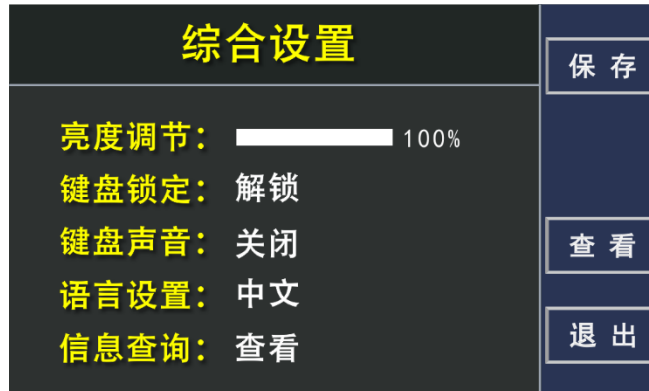 综合设置
保存
亮度调节： 100%
键盘锁定： 解锁
键盘声音： 关闭
查看
语言设置： 中文
信息查询： 查看
退出